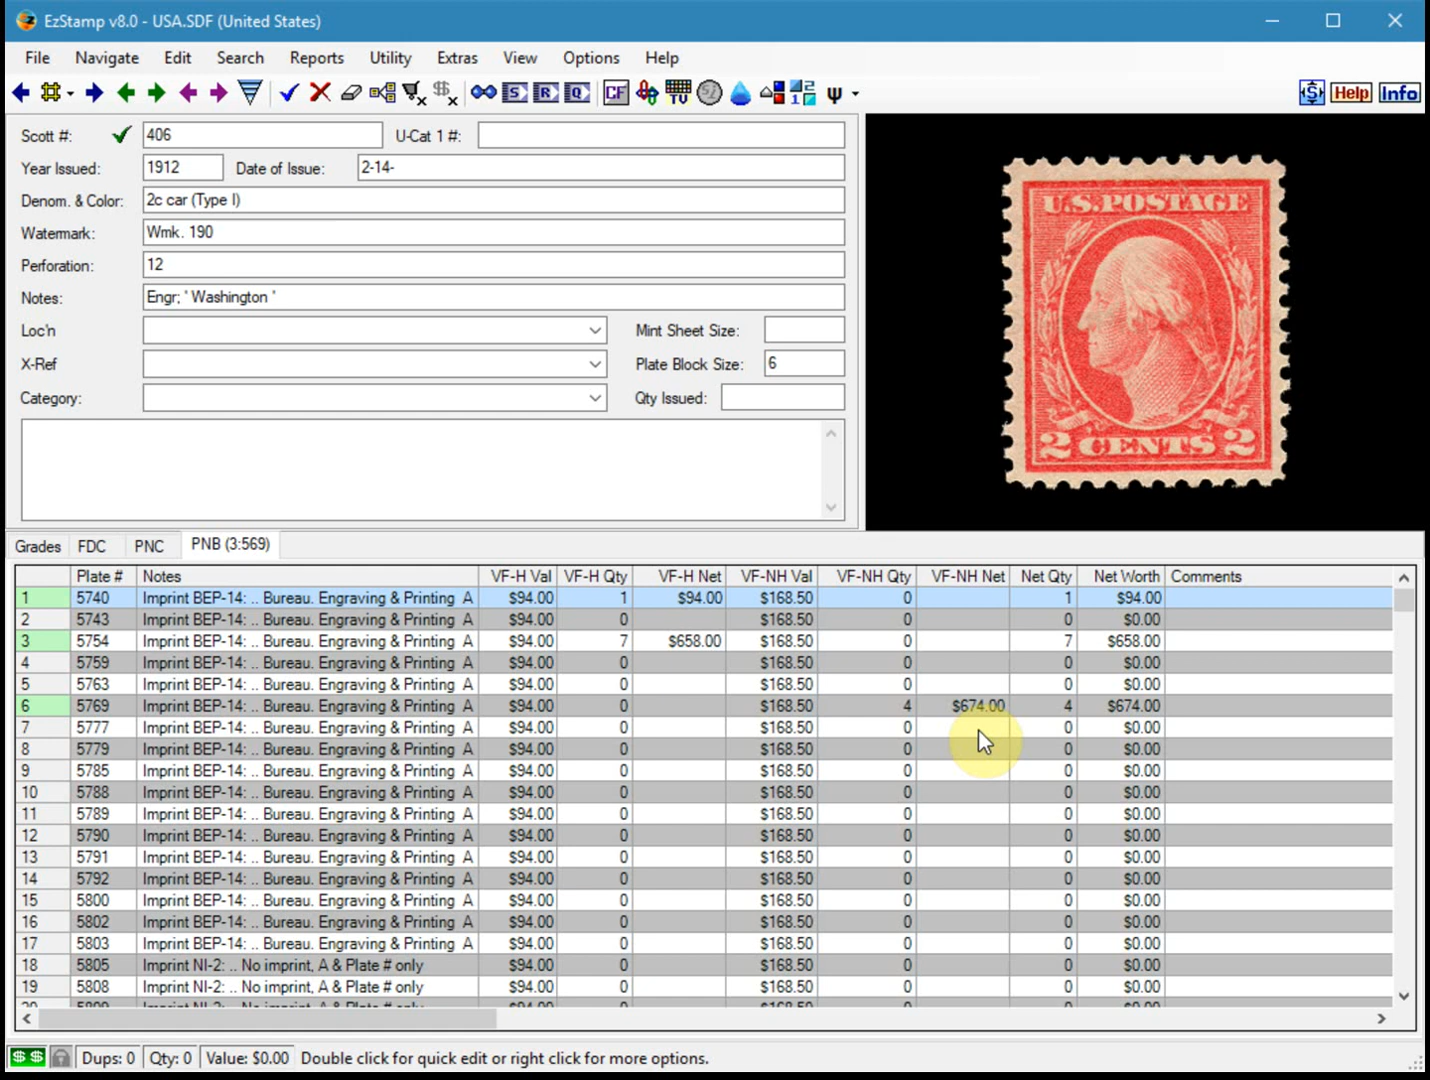 EzStamp v8.0 - USA.SDF (United States)
File Navigate Edit Search Reports Utility Extras View Options Help
S R Q CF TV $ Help Info
Scott #: 406 U-Cat 1 #:
Year Issued: 1912 Date of Issue: 2-14-
Denom. & Color: 2c car (Type I)
Watermark: Wmk. 190
Perforation: 12
Notes: Engr; ' Washington '
Loc'n Mint Sheet Size:
X-Ref Plate Block Size: 6
Category: Qty Issued:
U.S. POSTAGE
2 CENTS 2
Grades FDC PNC PNB (3:569)
Plate # Notes VF-H Val VF-H Qty VF-H Net VF-NH Val VF-NH Qty VF-NH Net Net Qty Net Worth Comments
1 5740 Imprint BEP-14: .. Bureau. Engraving & Printing A $94.00 1 $94.00 $168.50 0 1 $94.00
2 5743 Imprint BEP-14: .. Bureau. Engraving & Printing A $94.00 0 $168.50 0 0 $0.00
3 5754 Imprint BEP-14: .. Bureau. Engraving & Printing A $94.00 7 $658.00 $168.50 0 7 $658.00
4 5759 Imprint BEP-14: .. Bureau. Engraving & Printing A $94.00 0 $168.50 0 0 $0.00
5 5763 Imprint BEP-14: .. Bureau. Engraving & Printing A $94.00 0 $168.50 0 0 $0.00
6 5769 Imprint BEP-14: .. Bureau. Engraving & Printing A $94.00 0 $168.50 4 $674.00 4 $674.00
7 5777 Imprint BEP-14: .. Bureau. Engraving & Printing A $94.00 0 $168.50 0 0 $0.00
8 5779 Imprint BEP-14: .. Bureau. Engraving & Printing A $94.00 0 $168.50 0 0 $0.00
9 5785 Imprint BEP-14: .. Bureau. Engraving & Printing A $94.00 0 $168.50 0 0 $0.00
10 5788 Imprint BEP-14: .. Bureau. Engraving & Printing A $94.00 0 $168.50 0 0 $0.00
11 5789 Imprint BEP-14: .. Bureau. Engraving & Printing A $94.00 0 $168.50 0 0 $0.00
12 5790 Imprint BEP-14: .. Bureau. Engraving & Printing A $94.00 0 $168.50 0 0 $0.00
13 5791 Imprint BEP-14: .. Bureau. Engraving & Printing A $94.00 0 $168.50 0 0 $0.00
14 5792 Imprint BEP-14: .. Bureau. Engraving & Printing A $94.00 0 $168.50 0 0 $0.00
15 5800 Imprint BEP-14: .. Bureau. Engraving & Printing A $94.00 0 $168.50 0 0 $0.00
16 5802 Imprint BEP-14: .. Bureau. Engraving & Printing A $94.00 0 $168.50 0 0 $0.00
17 5803 Imprint BEP-14: .. Bureau. Engraving & Printing A $94.00 0 $168.50 0 0 $0.00
18 5805 Imprint NI-2: .. No imprint, A & Plate # only $94.00 0 $168.50 0 0 $0.00
19 5808 Imprint NI-2: .. No imprint, A & Plate # only $94.00 0 $168.50 0 0 $0.00
$$ Dups: 0 Qty: 0 Value: $0.00 Double click for quick edit or right click for more options.